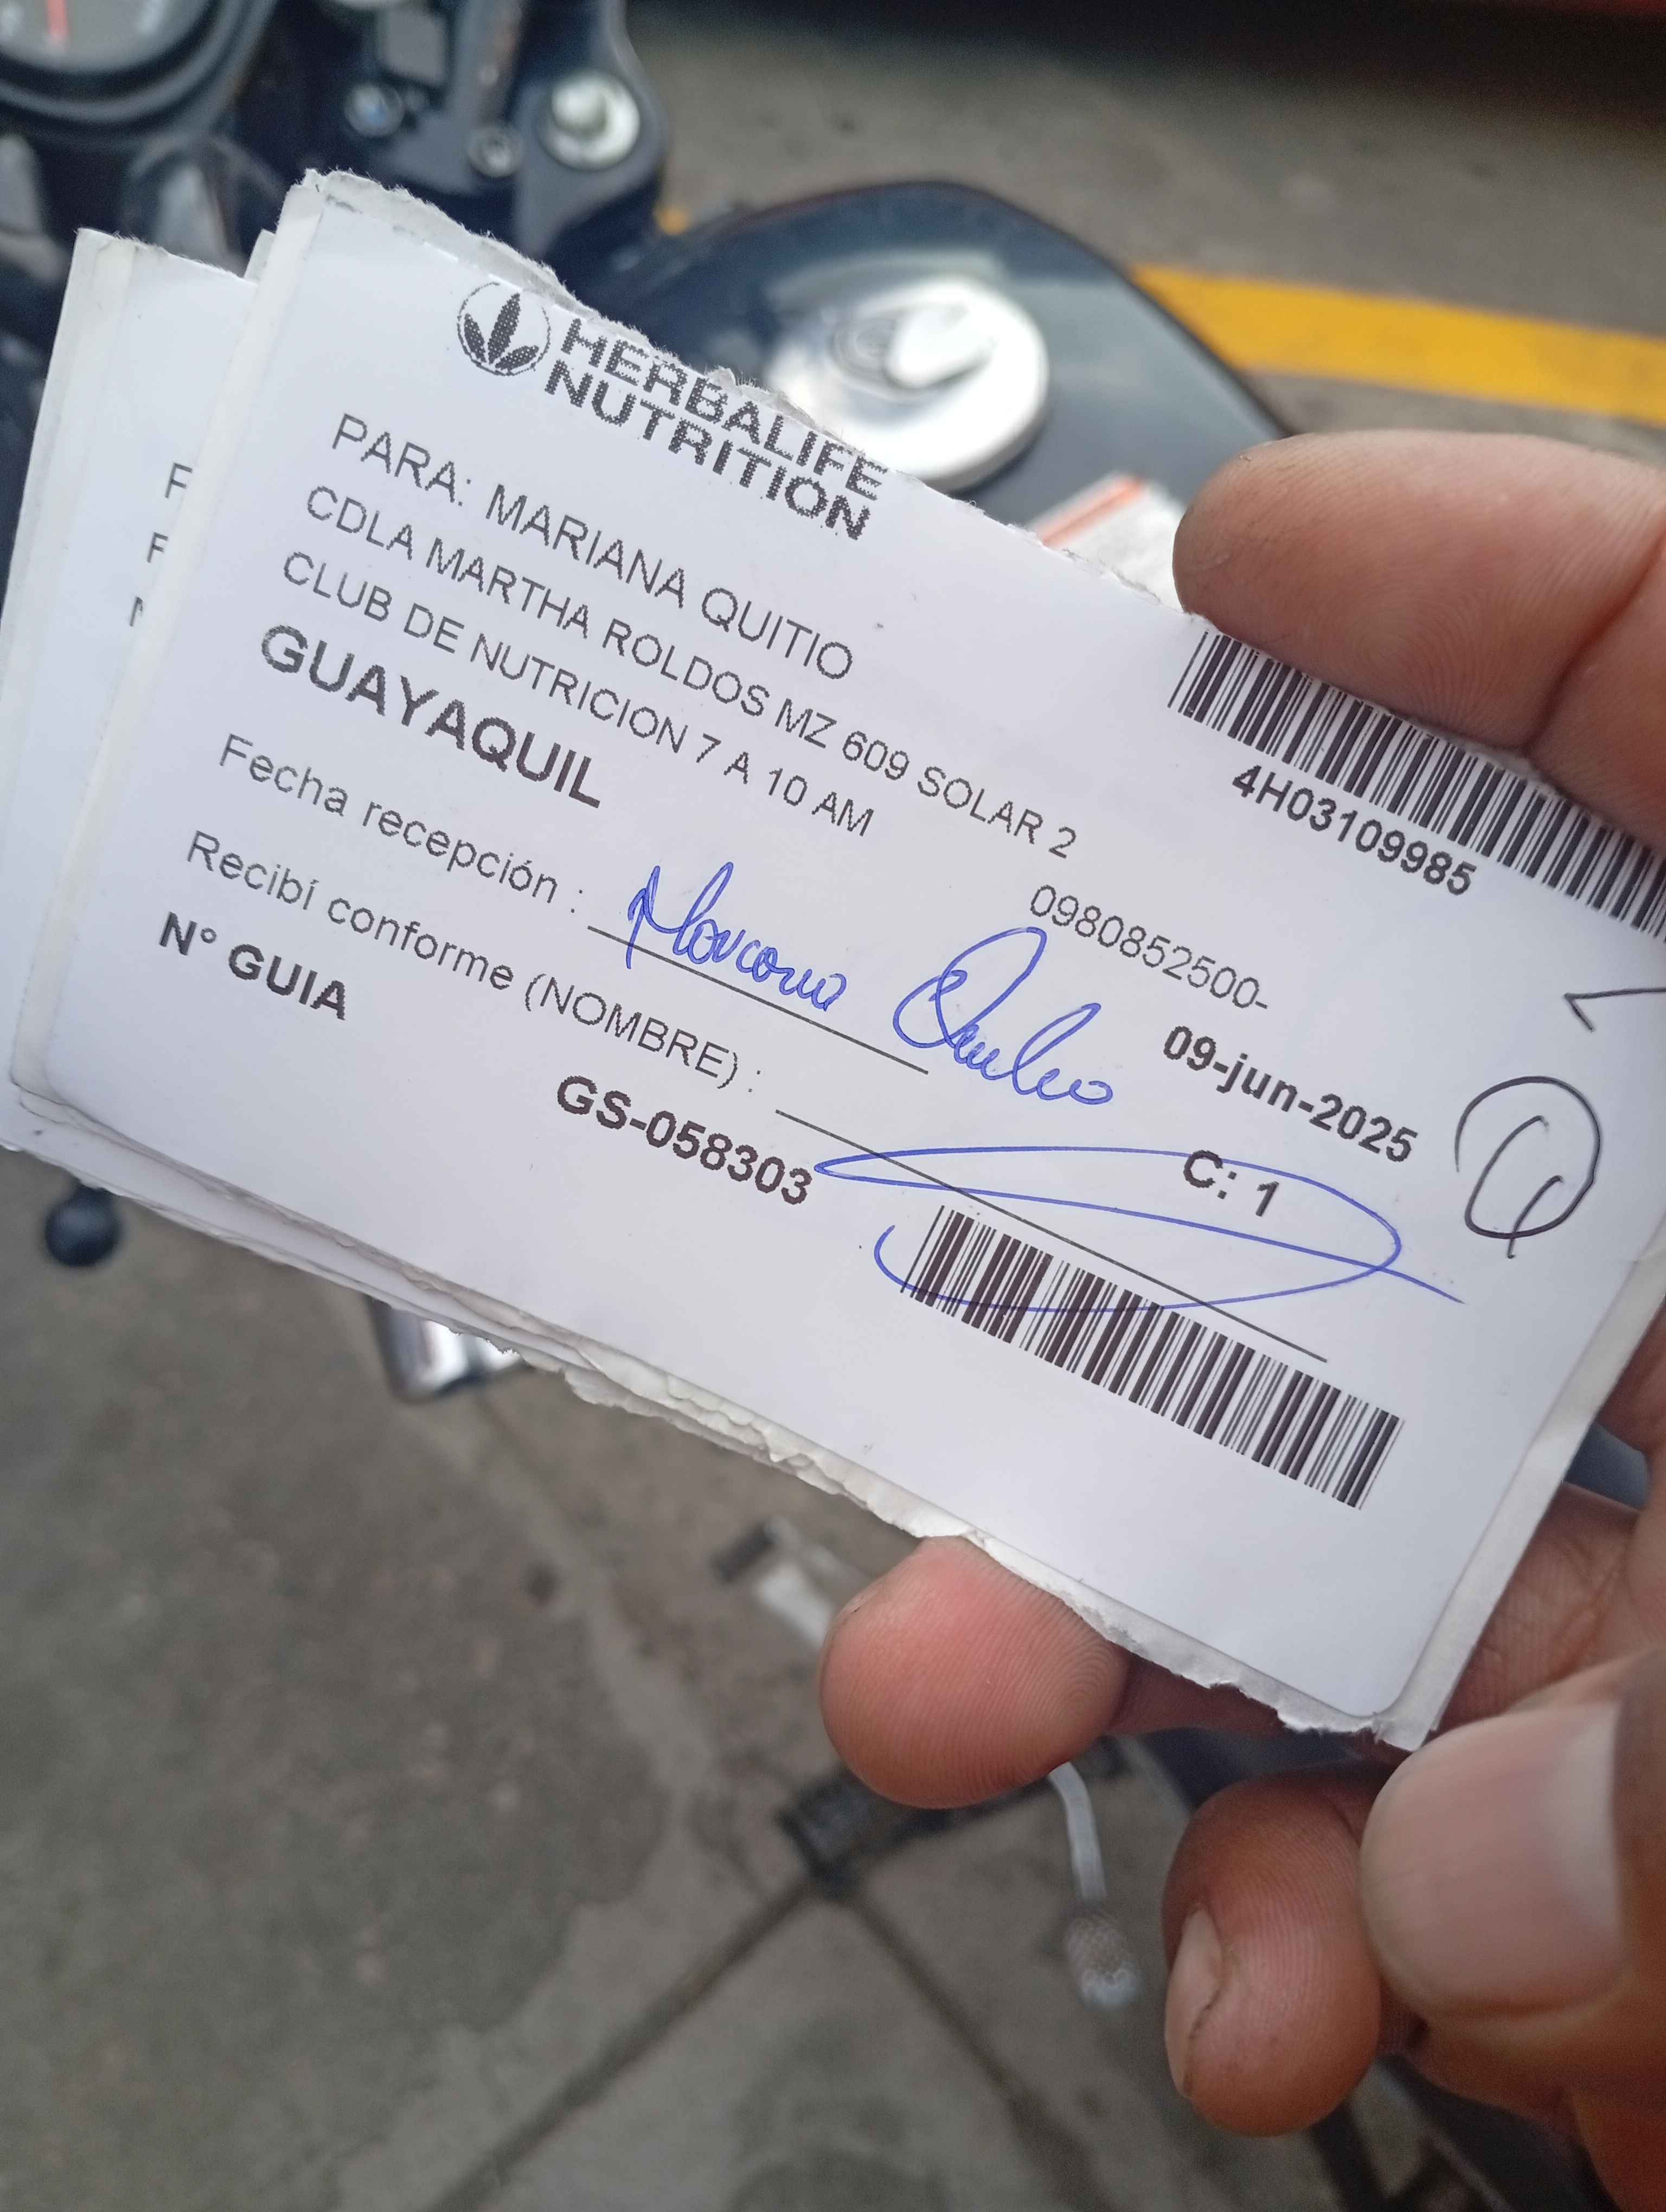 HERBALIFE
NUTRITION
4H03109985
PARA: MARIANA QUITIO
CDLA MARTHA ROLDOS MZ 609 SOLAR 2
CLUB DE NUTRICION 7 A 10 AM
0980852500-
GUAYAQUIL
09-jun-2025
Fecha recepción :
C: 1
Recibí conforme (NOMBRE) :
Nº GUIA
GS-058303